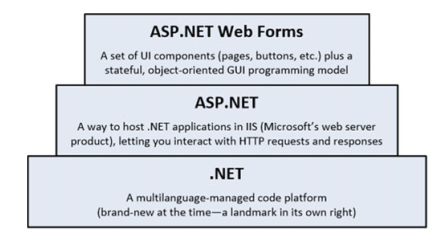 ASP.NET Web Forms
A set of UI components (pages, buttons, etc.) plus a
stateful, object-oriented GUI programming model
ASP.NET
A way to host .NET applications in IIS (Microsoft's web server
product), letting you interact with HTTP requests and responses
.NET
A multilanguage-managed code platform
(brand-new at the time—a landmark in its own right)